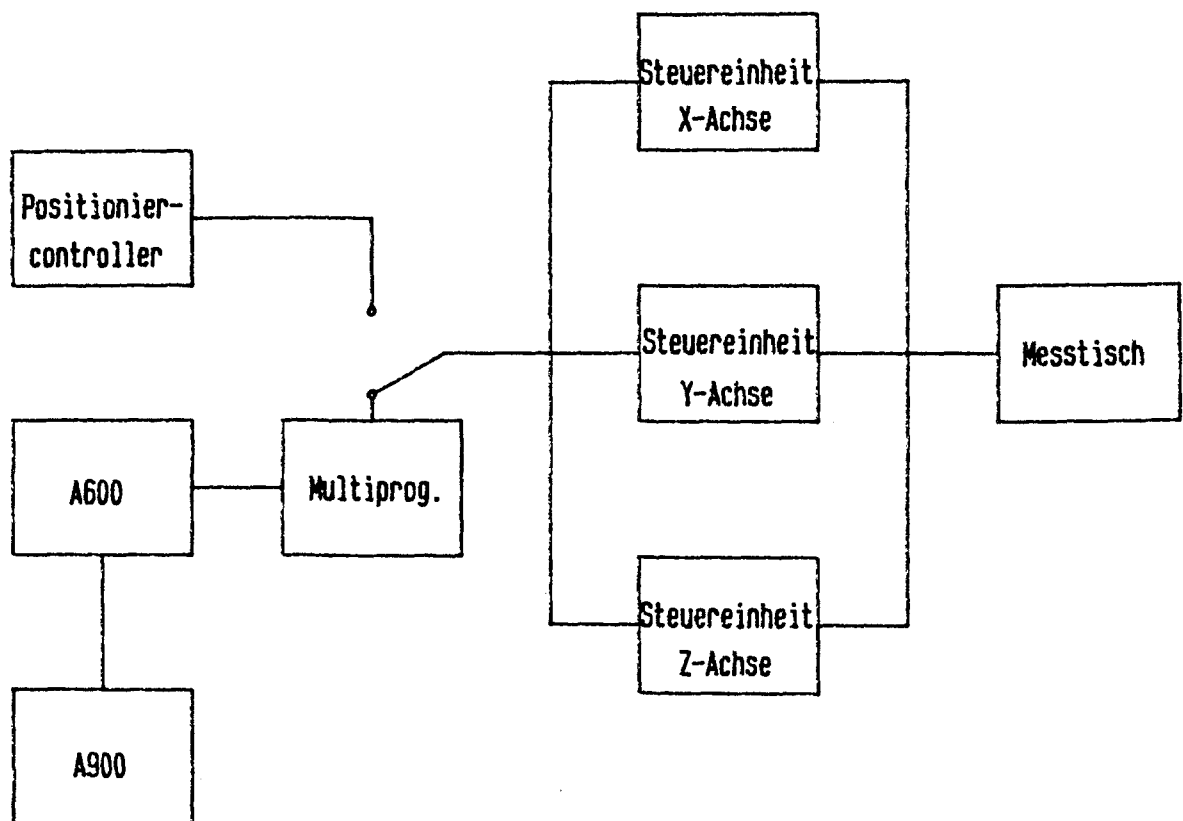 Steuereinheit
X-Achse
Positionier-
controller
Steuereinheit
Y-Achse
Messtisch
A600
Multiprog.
Steuereinheit
Z-Achse
A900